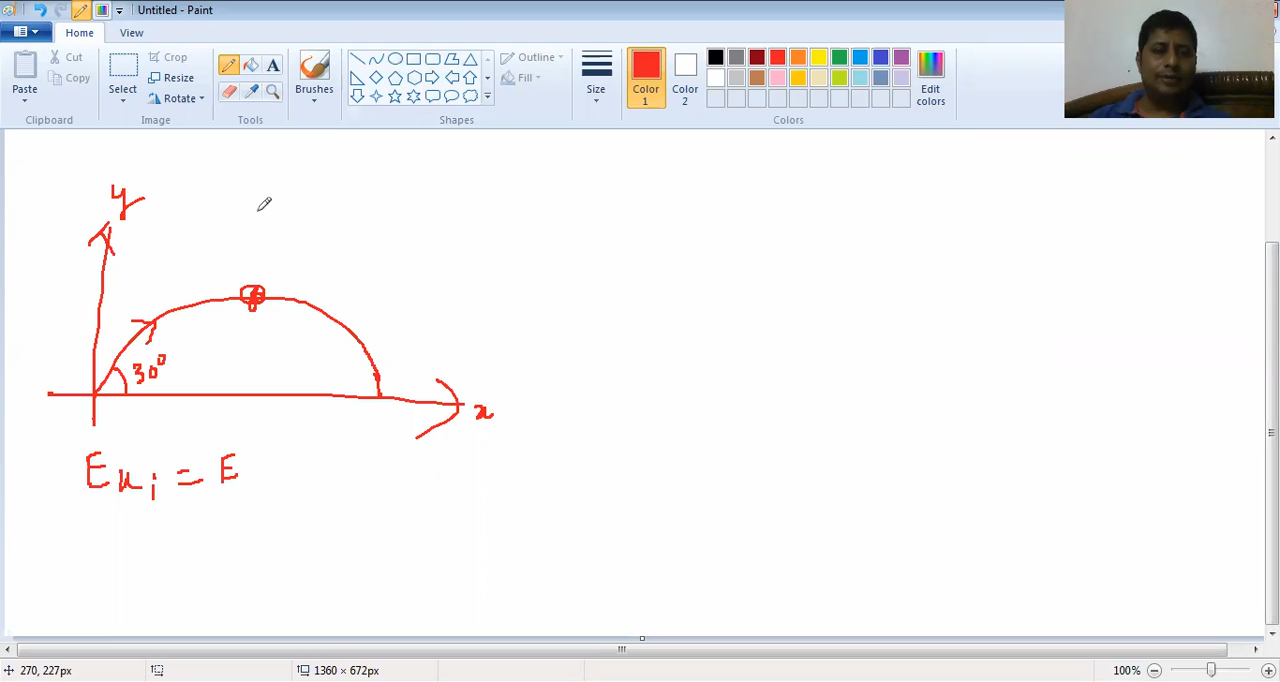 Untitled - Paint
Home View
Paste
Cut
Copy
Clipboard
Select
Crop
Resize
Rotate
Image
A
Tools
Brushes
Outline
Fill
Shapes
Size
Color 1
Color 2
Edit colors
Colors
y
30°
x
E
= E
270, 227px
1360 × 672px
100%